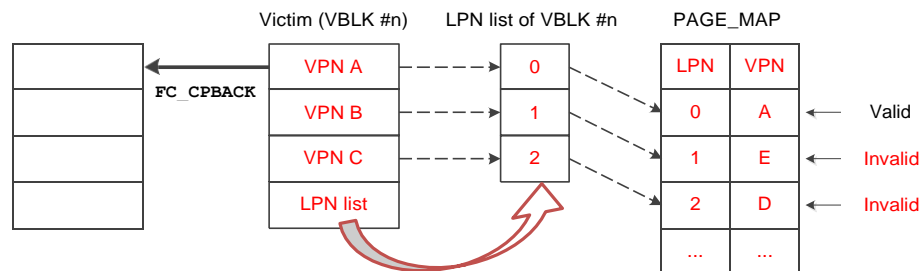 Victim (VBLK #n) LPN list of VBLK #n PAGE_MAP
VPN A 0 LPN VPN
FC_CPBACK
VPN B 1 0 A Valid
VPN C 2 1 E Invalid
LPN list 2 D Invalid
... ...